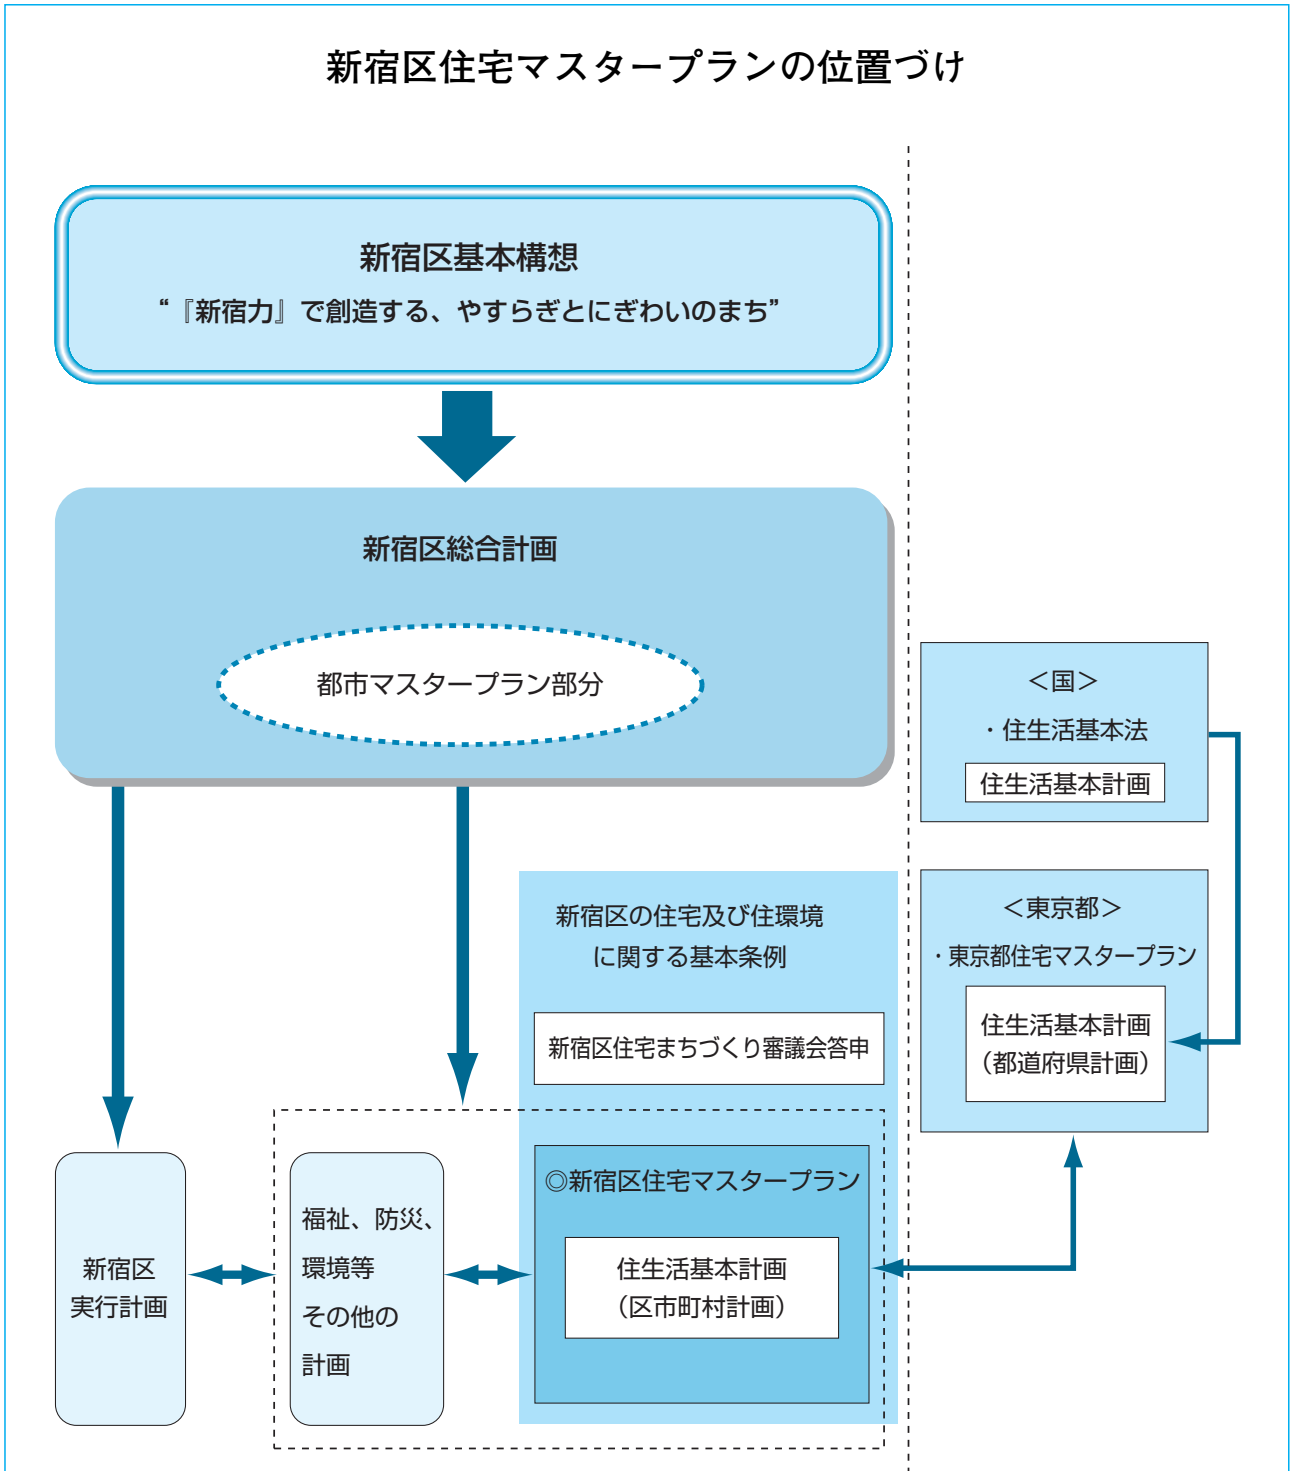 新宿区住宅マスタープランの位置づけ
新宿区基本構想
“『新宿力』で創造する、やすらぎとにぎわいのまち”
新宿区総合計画
都市マスタープラン部分
＜国＞
・住生活基本法
住生活基本計画
＜東京都＞
・東京都住宅マスタープラン
住生活基本計画
（都道府県計画）
新宿区の住宅及び住環境
に関する基本条例
新宿区住宅まちづくり審議会答申
◎新宿区住宅マスタープラン
住生活基本計画
（区市町村計画）
福祉、防災、
環境等
その他の
計画
新宿区
実行計画